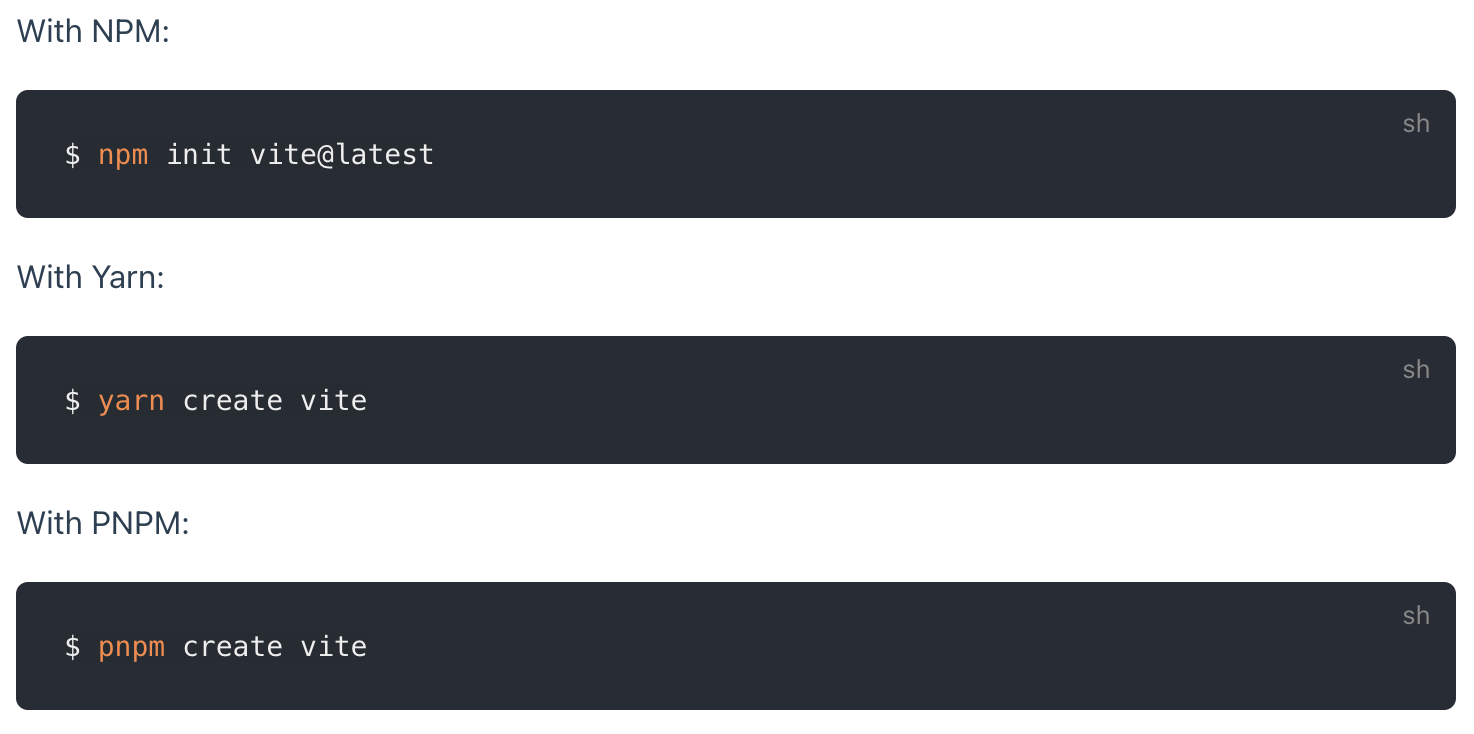 With NPM:
sh
$ npm init vite@latest
With Yarn:
sh
$ yarn create vite
With PNPM:
sh
$ pnpm create vite